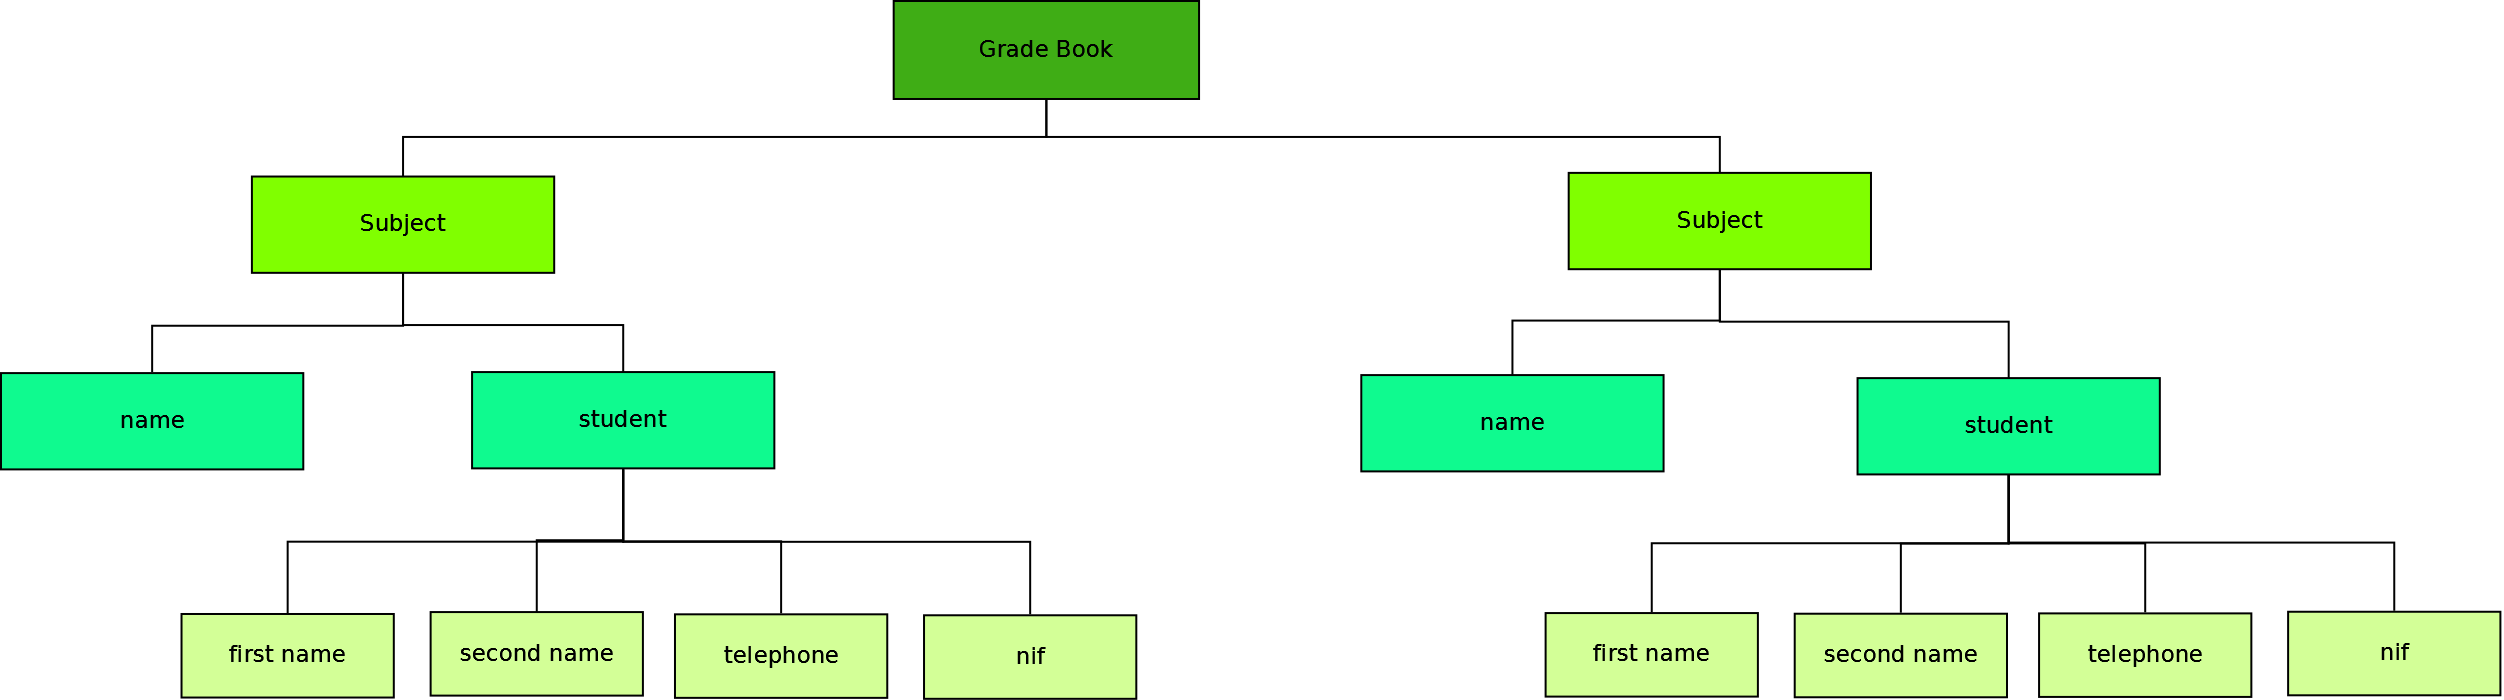 Grade Book
Subject
Subject
name
student
name
student
first name
second name
telephone
nif
first name
second name
telephone
nif